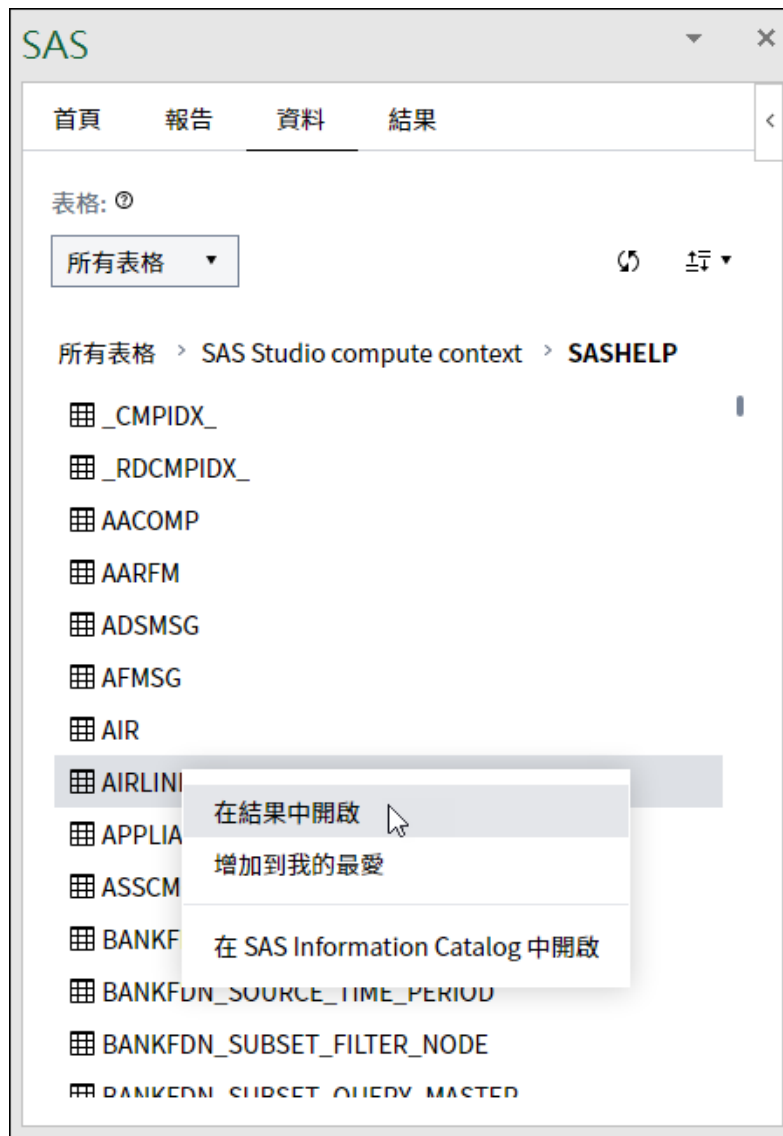 SAS
首頁 報告 資料 結果
表格:
所有表格
所有表格 > SAS Studio compute context > SASHELP
_CMPIDX_
_RDCMPIDX_
AACOMP
AARFM
ADSMSG
AFMSG
AIR
在結果中開啟
增加到我的最愛
在 SAS Information Catalog 中開啟
BANKFDN_SOURCE_TIME_PERIOD
BANKFDN_SUBSET_FILTER_NODE
BANKFDN_SUBSET_QUERY_MASTER